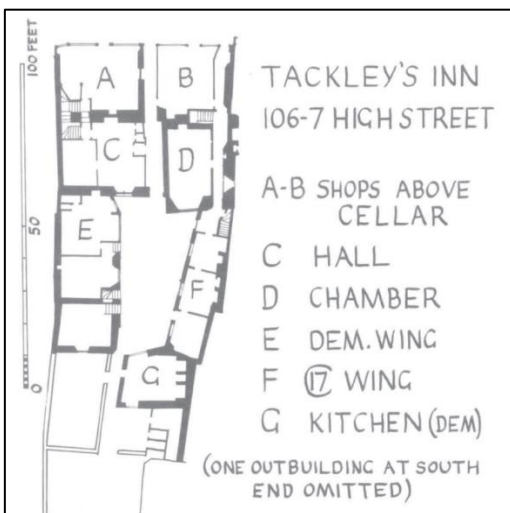 100 FEET
50
0
A
B
C
D
E
F
G
TACKLEY'S INN
106-7 HIGH STREET
A-B SHOPS ABOVE
CELLAR
C HALL
D CHAMBER
E DEM. WING
F 17 WING
G KITCHEN (DEM)
(ONE OUTBUILDING AT SOUTH
END OMITTED)